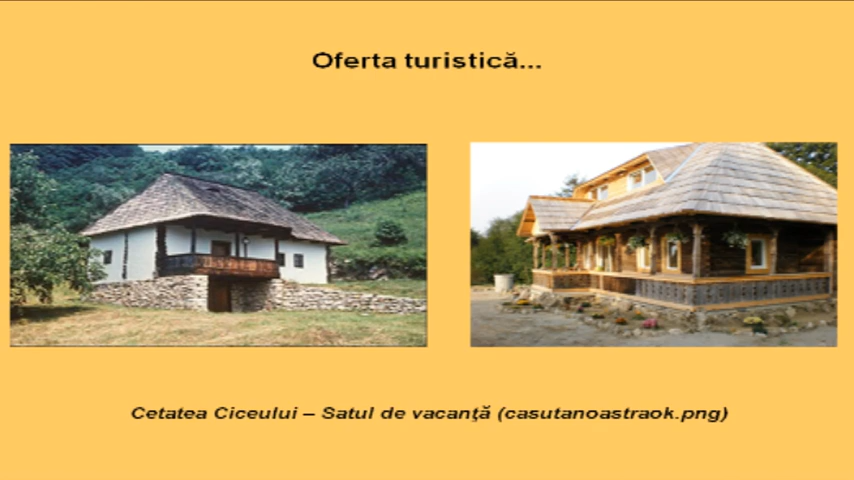 Oferta turistică...
Cetatea Ciceului – Satul de vacanţă (casutanoastraok.png)